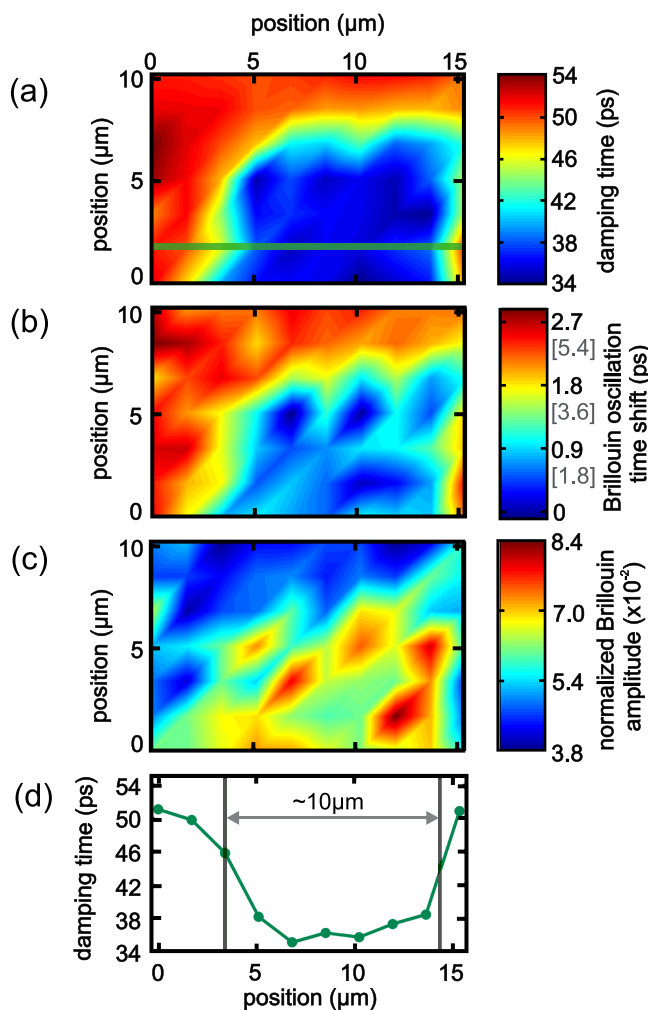 position (µm)
0 5 10 15
(a)
10
5
0
position (µm)
54
50
46
42
38
34
damping time (ps)
(b)
10
5
0
position (µm)
2.7
[5.4]
1.8
[3.6]
0.9
[1.8]
0
Brillouin oscillation
time shift (ps)
(c)
10
5
0
position (µm)
8.4
7.0
5.4
3.8
normalized Brillouin
amplitude (x10⁻²)
(d)
54
50
46
42
38
34
damping time (ps)
~10µm
0 5 10 15
position (µm)